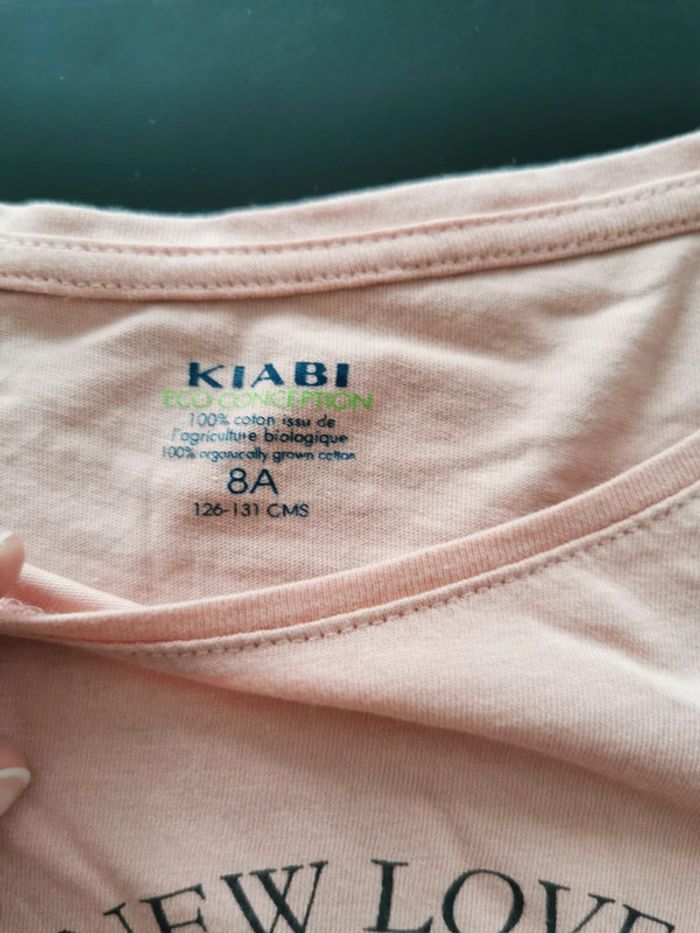 KIABI
ECO CONCEPTION
100% coton issu de
l'agriculture biologique
100% organically grown cotton
8A
126-131 CMS
NEW LOVE